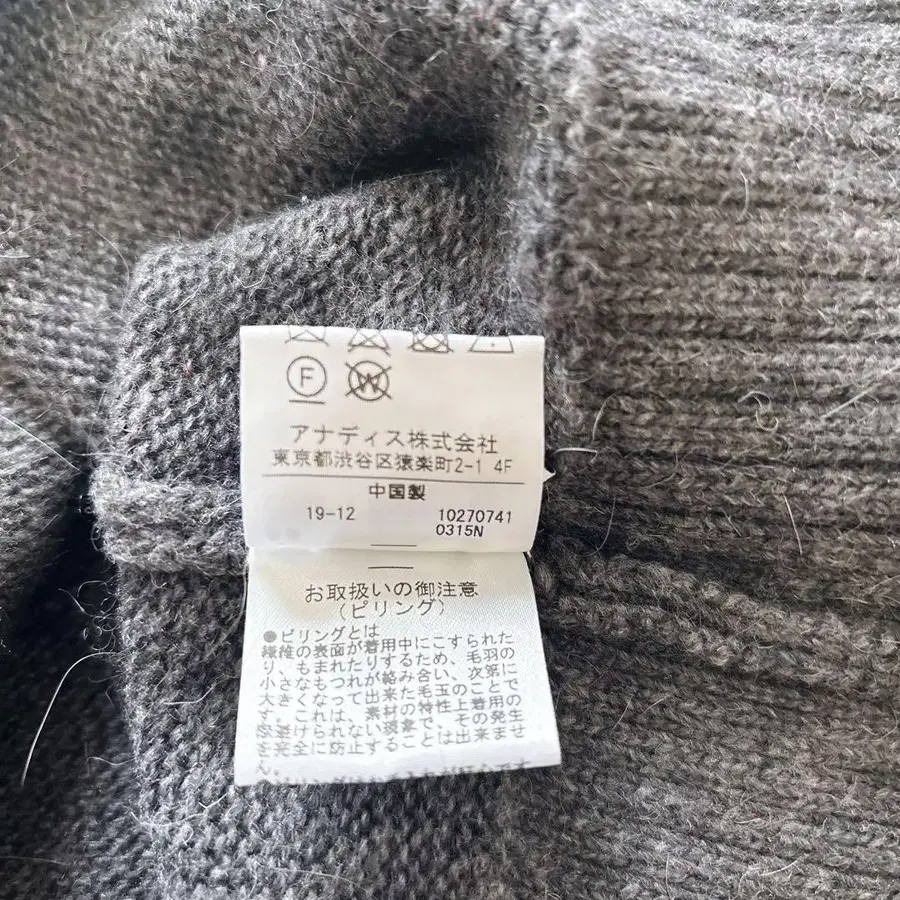 F
W
アナディス株式会社
東京都渋谷区猿楽町2-1 4F
中国製
19-12 10270741
0315N
お取扱いの御注意
(ピリング)
●ピリングとは
繊維の表面が着用中にこすられた
り、もまれたりするため、毛羽の
小さなもつれが絡み合い、次第に
大きくなって出来た毛玉のことで
す。これは、素材の特性上着用の
際避けられない現象で、その発生
を完全に防止することは出来ませ
ん。